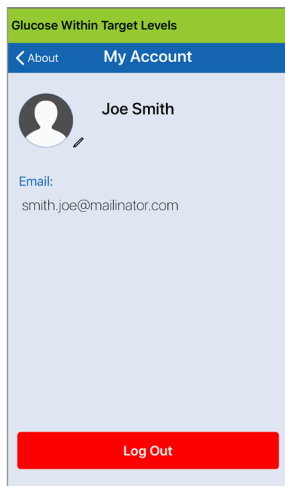 Glucose Within Target Levels
About
My Account
Joe Smith
Email:
smith.joe@mailinator.com
Log Out